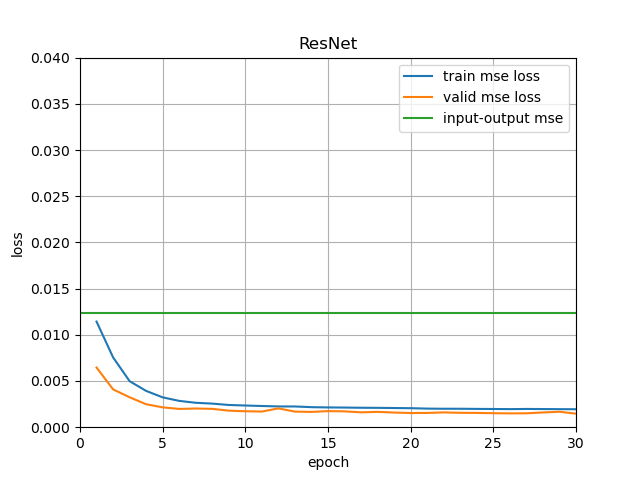 ResNet
0.040
0.035
0.030
0.025
0.020
0.015
0.010
0.005
0.000
loss
train mse loss
valid mse loss
input-output mse
0 5 10 15 20 25 30
epoch